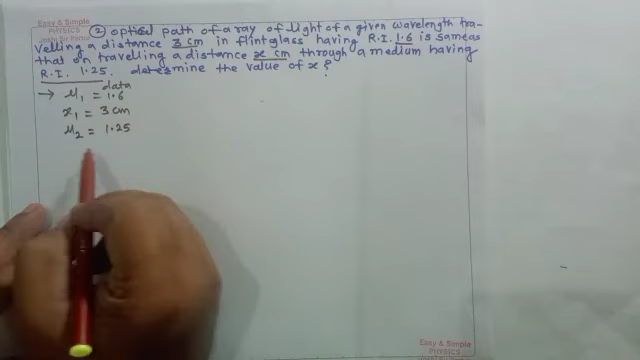 Easy & Simple
PHYSICS
② optical path of a ray of light of a given wavelength tra-
velling a distance 3 cm in flintglass having R.I. 1.6 is same as
that on travelling a distance x cm through a medium having
R.I. 1.25. determine the value of x?
data
→ μ₁ = 1.6
x₁ = 3 cm
μ₂ = 1.25
Easy & Simple
PHYSICS